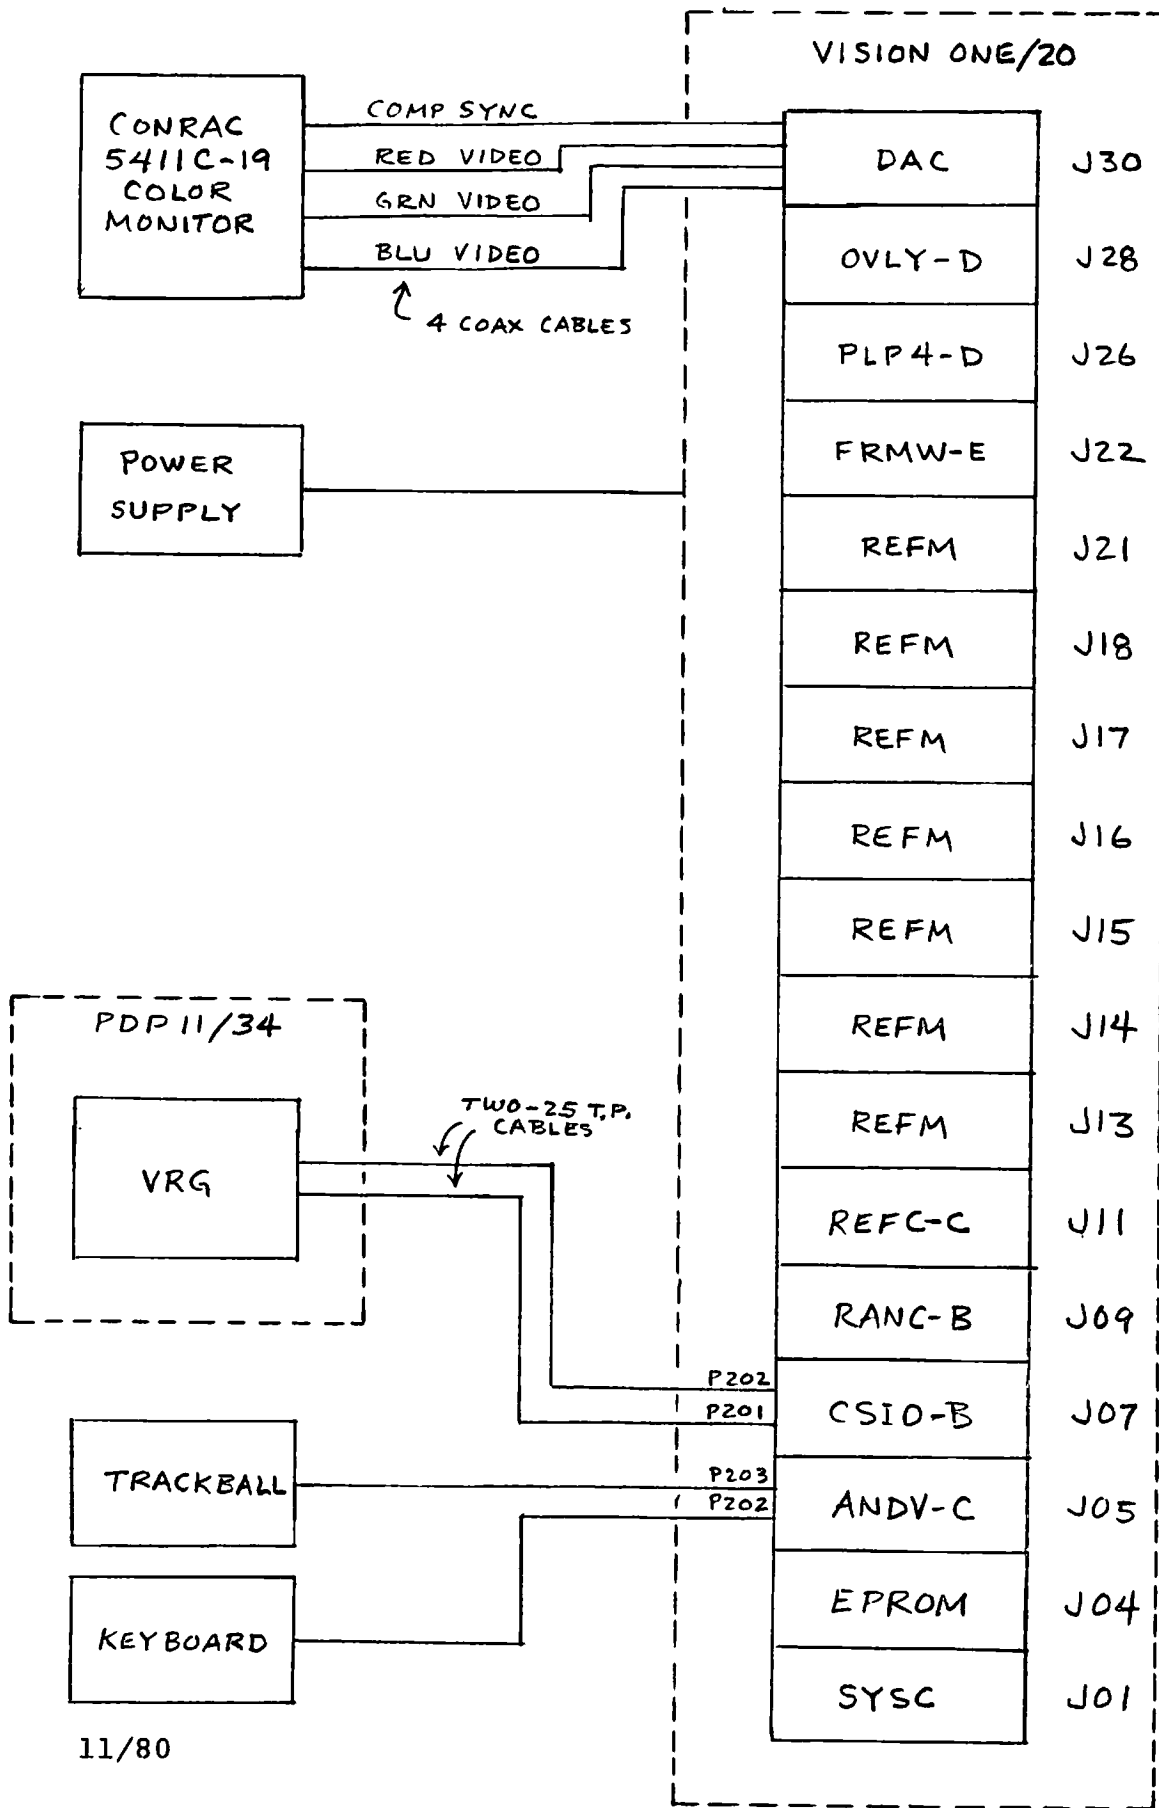 VISION ONE/20
CONRAC
5411C-19
COLOR
MONITOR
COMP SYNC
RED VIDEO
GRN VIDEO
BLU VIDEO
4 COAX CABLES
DAC J30
OVLY-D J28
PLP4-D J26
POWER
SUPPLY
FRMW-E J22
REFM J21
REFM J18
REFM J17
REFM J16
REFM J15
REFM J14
REFM J13
REFC-C J11
RANC-B J09
PDP 11/34
VRG
TWO-25 T.P.
CABLES
P202
P201
CSIO-B J07
TRACKBALL
P203
P202
ANDV-C J05
KEYBOARD
EPROM J04
SYSC J01
11/80